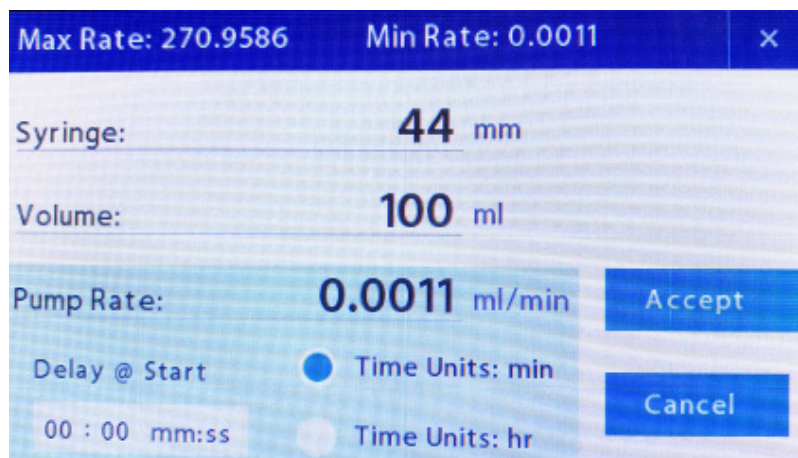 Max Rate: 270.9586 Min Rate: 0.0011 ×
Syringe: 44 mm
Volume: 100 ml
Pump Rate: 0.0011 ml/min
Accept
Delay @ Start
Time Units: min
Cancel
00 : 00 mm:ss
Time Units: hr